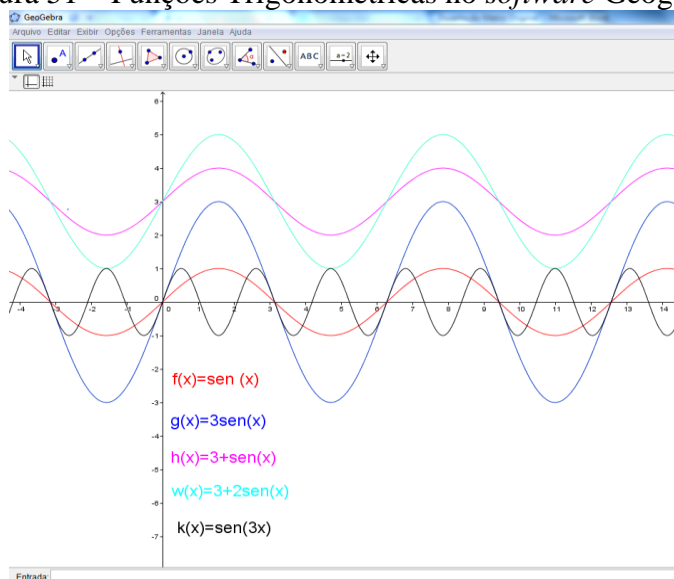 ura 31 – Funções Trigonométricas no software Geog
GeoGebra
Arquivo Editar Exibir Opções Ferramentas Janela Ajuda
A
α
ABC
a=2
6
5
4
3
2
1
0
-4 -3 -2 -1 0 1 2 3 4 5 6 7 8 9 10 11 12 13 14
-1
-2
f(x)=sen (x)
-3
g(x)=3sen(x)
-4
h(x)=3+sen(x)
-5
w(x)=3+2sen(x)
-6
k(x)=sen(3x)
-7
Entrada: